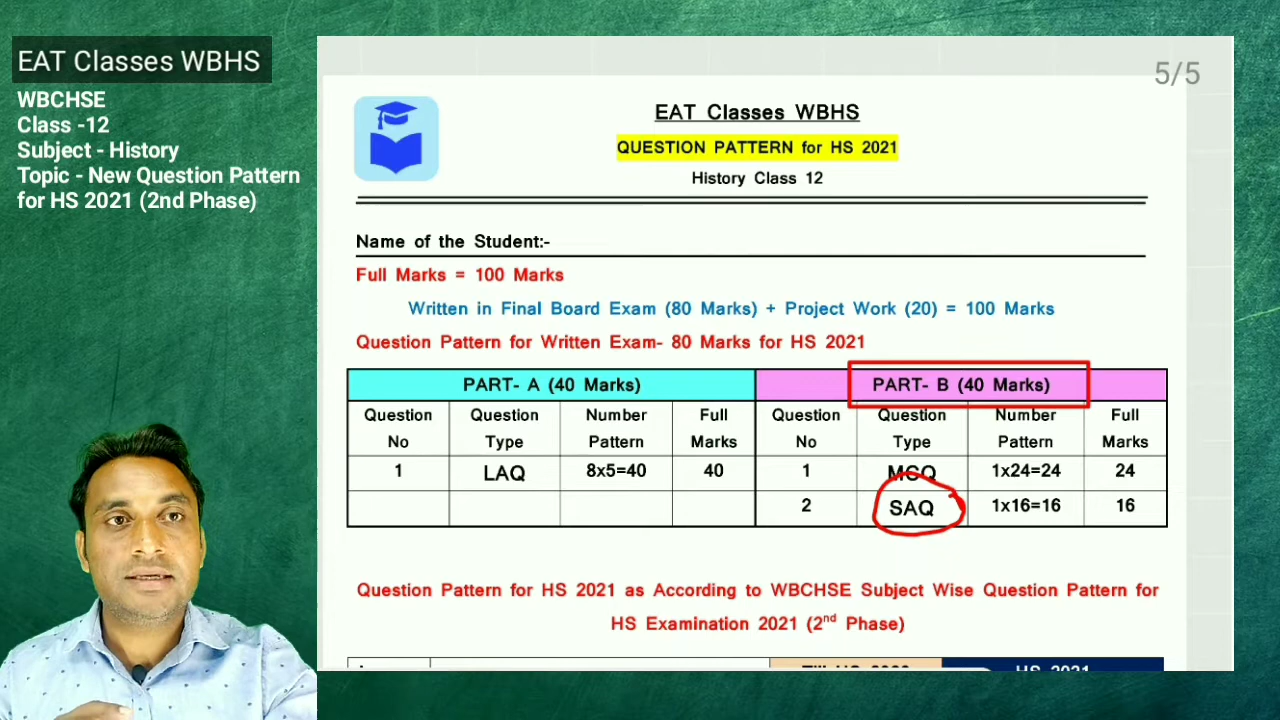 EAT Classes WBHS
WBCHSE
Class -12
Subject - History
Topic - New Question Pattern
for HS 2021 (2nd Phase)
5/5
EAT Classes WBHS
QUESTION PATTERN for HS 2021
History Class 12
Name of the Student:-
Full Marks = 100 Marks
Written in Final Board Exam (80 Marks) + Project Work (20) = 100 Marks
Question Pattern for Written Exam- 80 Marks for HS 2021
PART- A (40 Marks) PART- B (40 Marks)
Question No Question Type Number Pattern Full Marks Question No Question Type Number Pattern Full Marks
1 LAQ 8x5=40 40 1 MCQ 1x24=24 24
2 SAQ 1x16=16 16
Question Pattern for HS 2021 as According to WBCHSE Subject Wise Question Pattern for
HS Examination 2021 (2nd Phase)
HS 2021